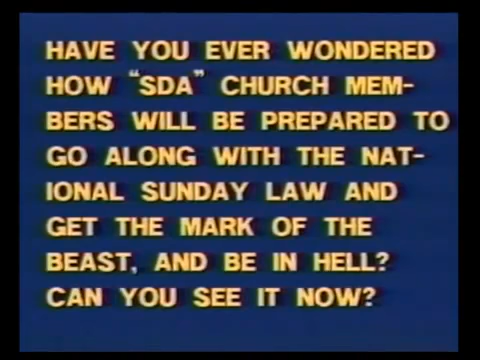 HAVE YOU EVER WONDERED
HOW "SDA" CHURCH MEM-
BERS WILL BE PREPARED TO
GO ALONG WITH THE NAT-
IONAL SUNDAY LAW AND
GET THE MARK OF THE
BEAST, AND BE IN HELL?
CAN YOU SEE IT NOW?